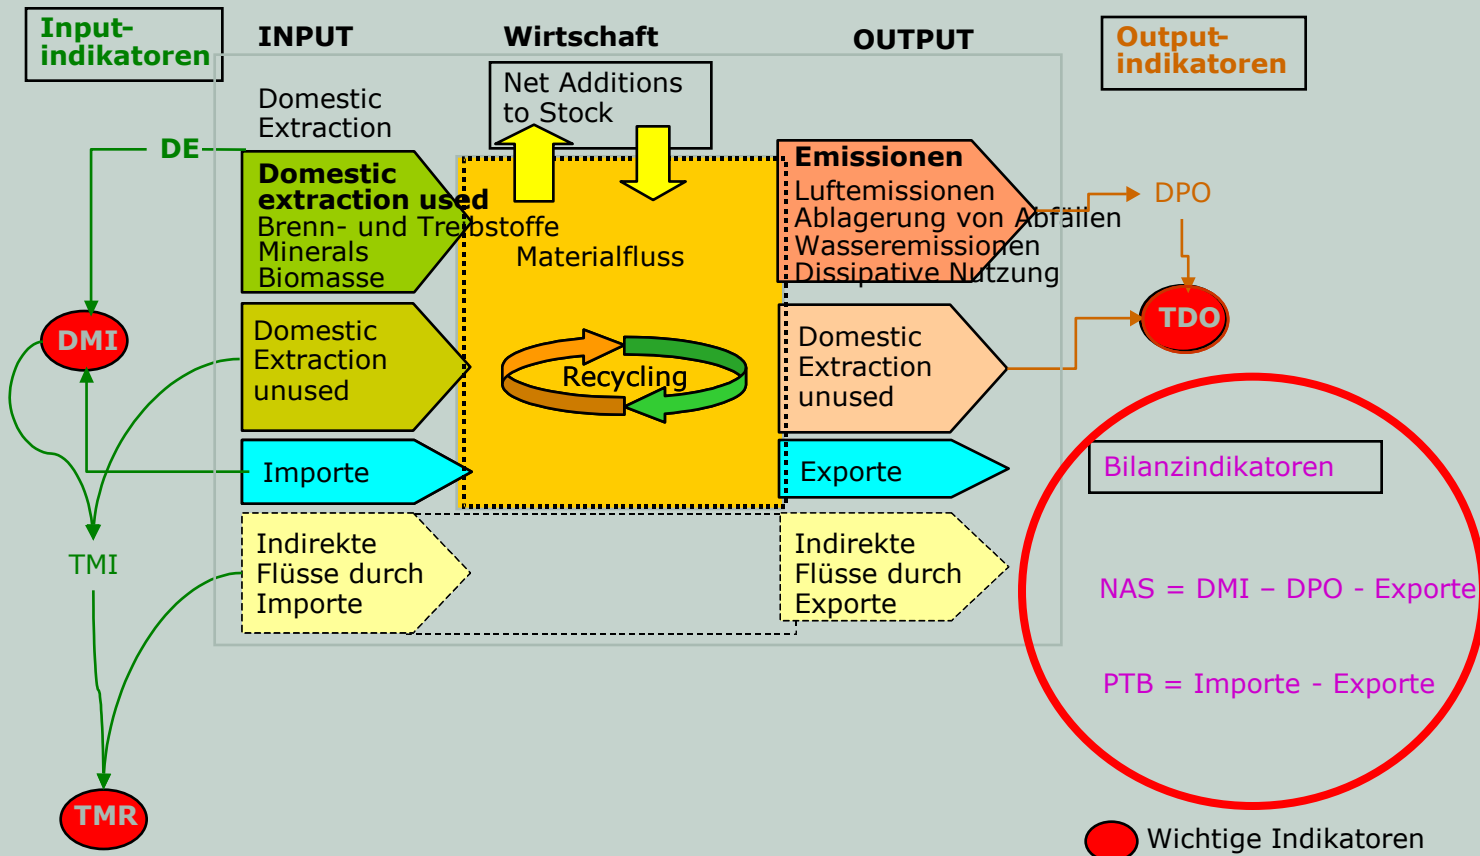 Input-
indikatoren
INPUT
Wirtschaft
OUTPUT
Output-
indikatoren
Net Additions
to Stock
Domestic
Extraction
DE
Domestic
extraction used
Brenn- und Treibstoffe
Minerals
Biomasse
Materialfluss
Emissionen
Luftemissionen
Ablagerung von Abfällen
Wasseremissionen
Dissipative Nutzung
DPO
TDO
DMI
Domestic
Extraction
unused
Recycling
Domestic
Extraction
unused
Importe
Exporte
Bilanzindikatoren
TMI
Indirekte
Flüsse durch
Importe
Indirekte
Flüsse durch
Exporte
NAS = DMI – DPO - Exporte
PTB = Importe - Exporte
TMR
Wichtige Indikatoren